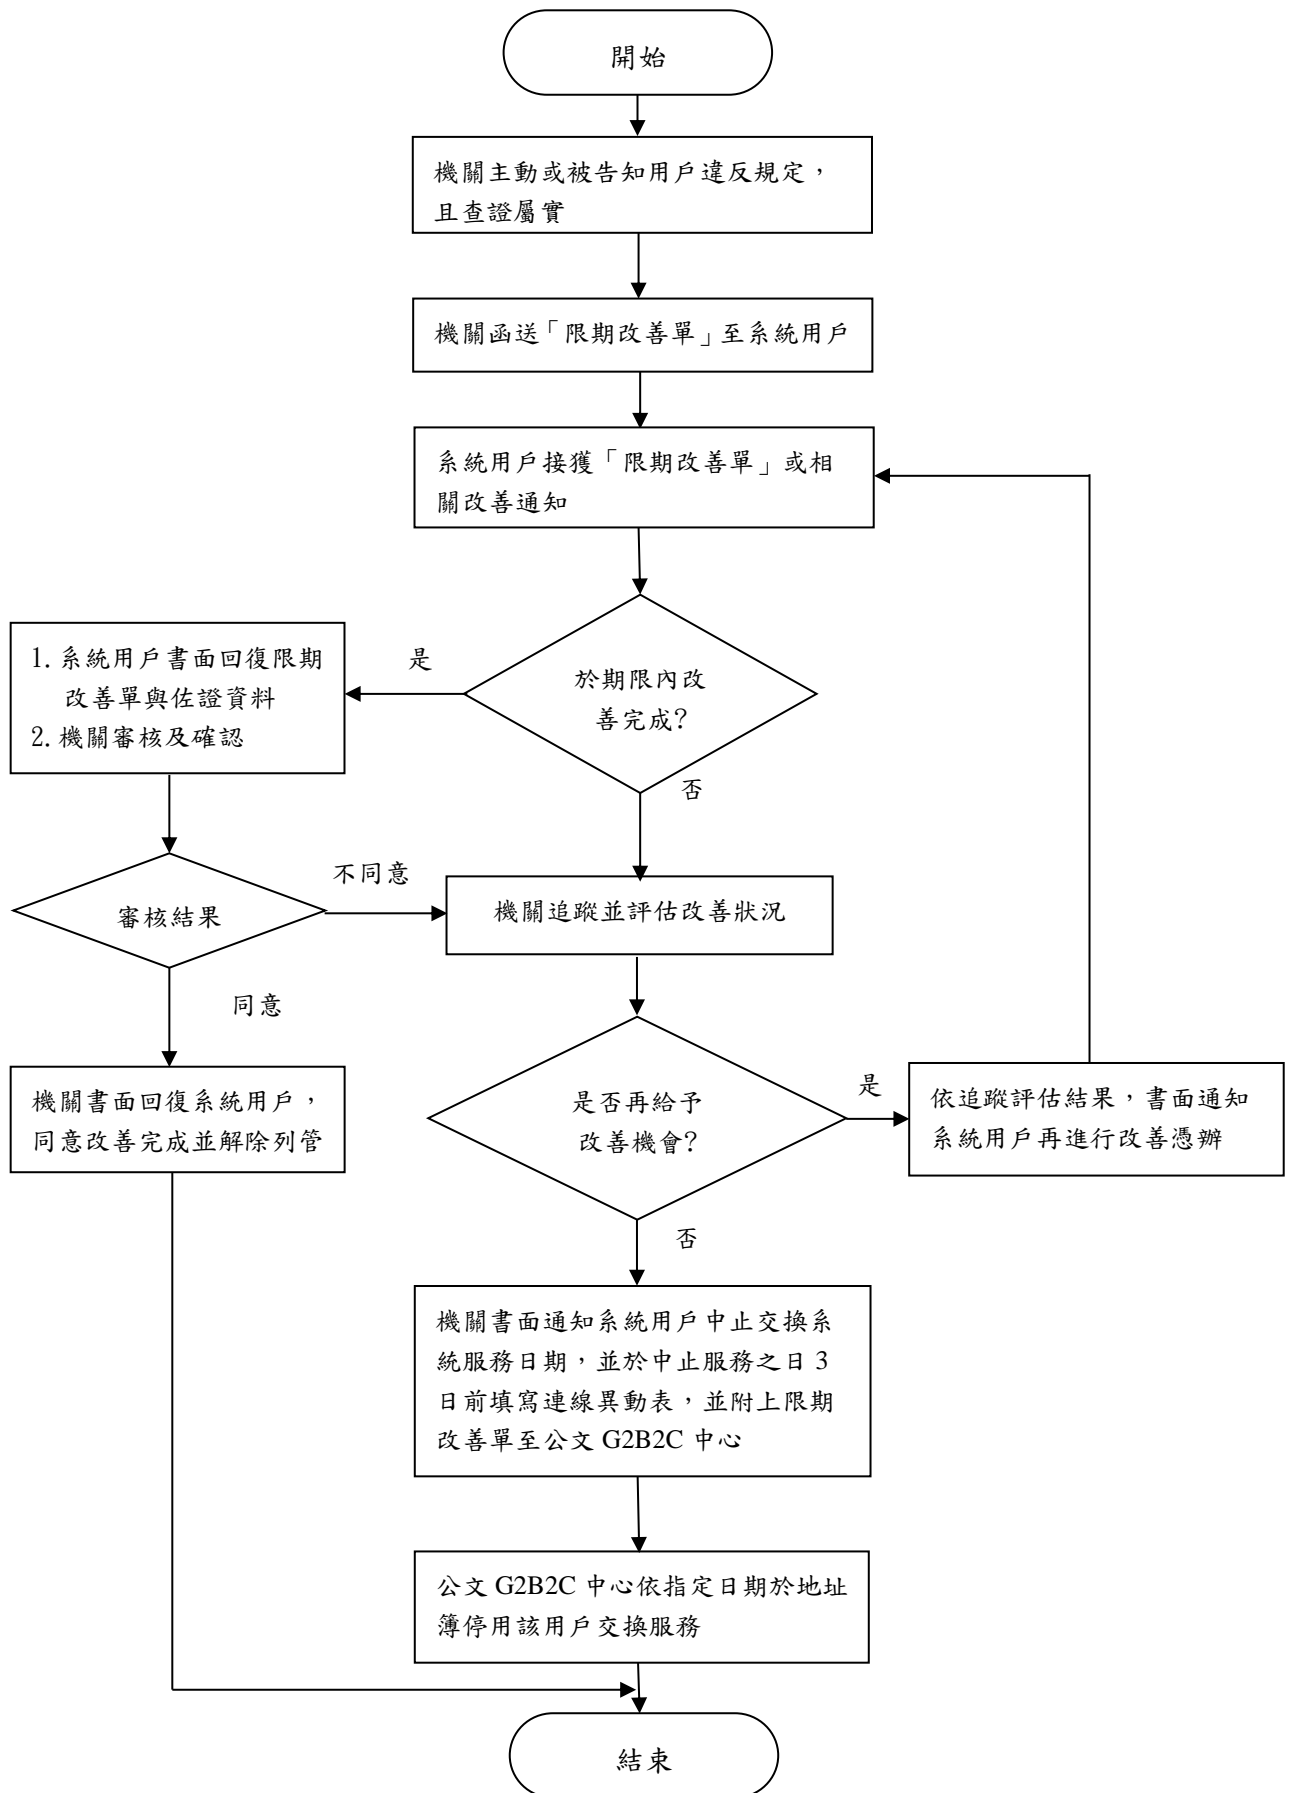 開始
機關主動或被告知用戶違反規定，
且查證屬實
機關函送「限期改善單」至系統用戶
系統用戶接獲「限期改善單」或相
關改善通知
於期限內改
善完成?
是
否
1. 系統用戶書面回復限期
改善單與佐證資料
2. 機關審核及確認
審核結果
不同意
同意
機關追蹤並評估改善狀況
機關書面回復系統用戶，
同意改善完成並解除列管
是否再給予
改善機會?
是
否
依追蹤評估結果，書面通知
系統用戶再進行改善憑辦
機關書面通知系統用戶中止交換系
統服務日期，並於中止服務之日 3
日前填寫連線異動表，並附上限期
改善單至公文 G2B2C 中心
公文 G2B2C 中心依指定日期於地址
簿停用該用戶交換服務
結束